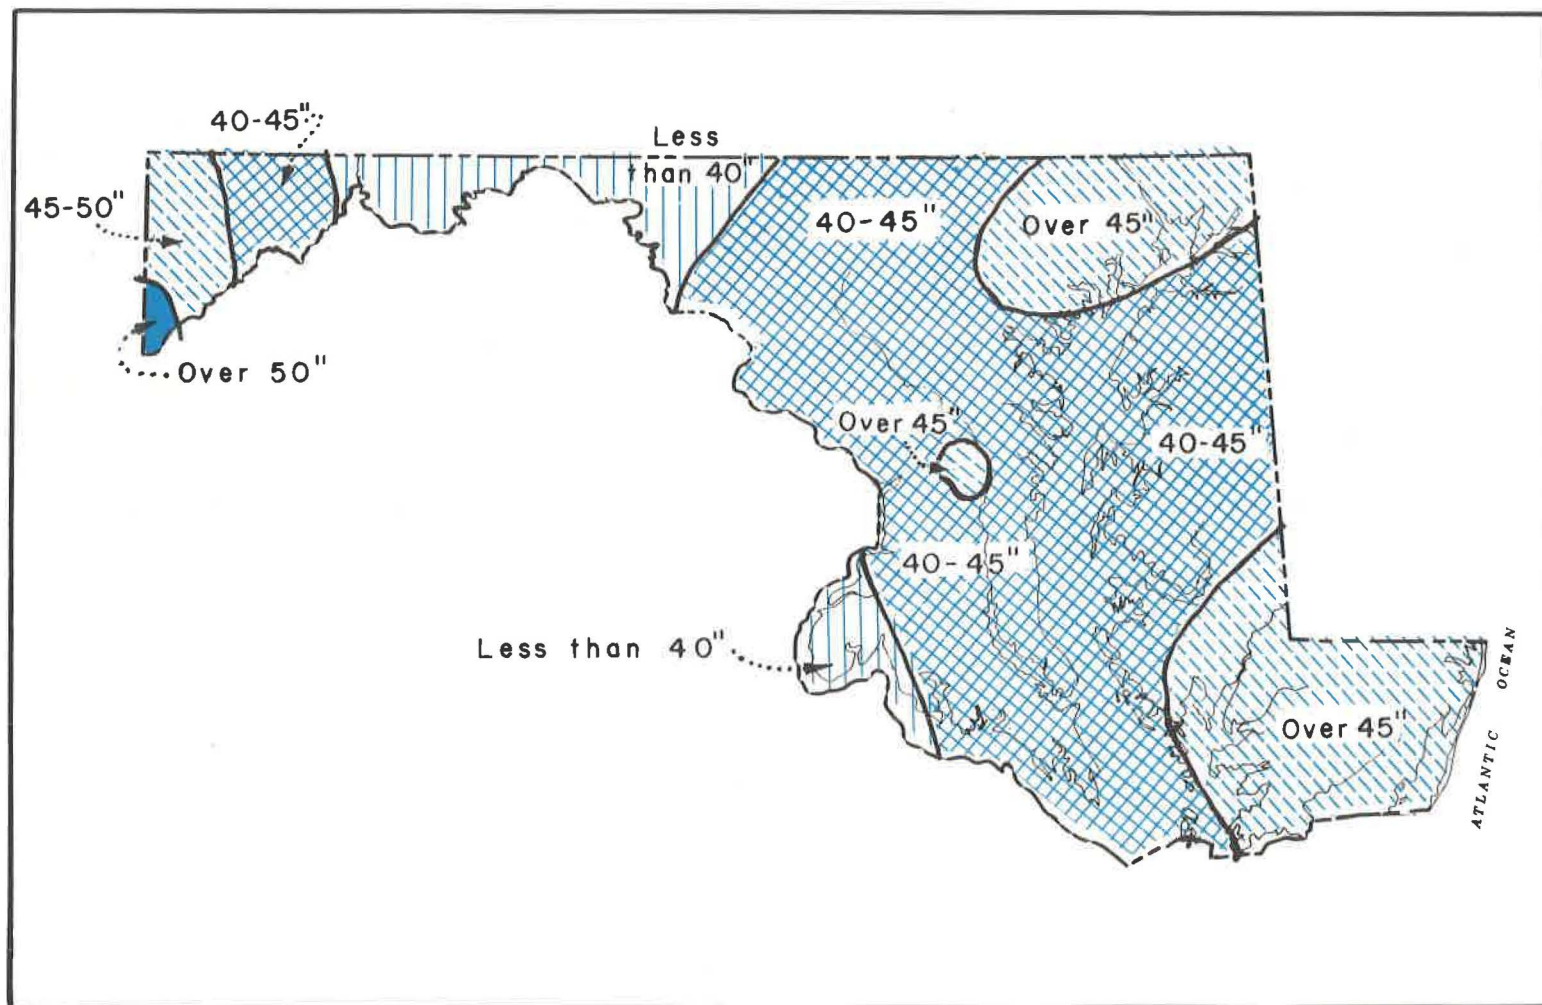 40-45"
Less
than 40"
45-50"
40-45"
Over 45"
Over 50"
Over 45"
40-45"
40-45"
Less than 40"
Over 45"
ATLANTIC OCEAN